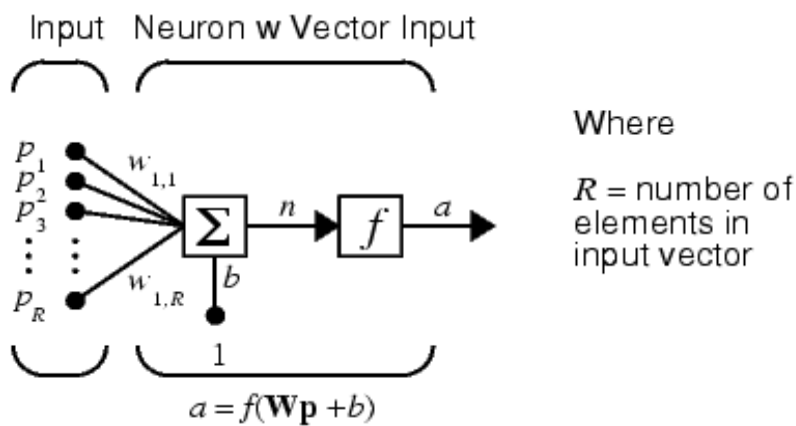 Input Neuron w Vector Input
p1
p2
p3
pR
w1,1
w1,R
Σ
n
f
a
b
1
a = f(Wp +b)
Where
R = number of
elements in
input vector